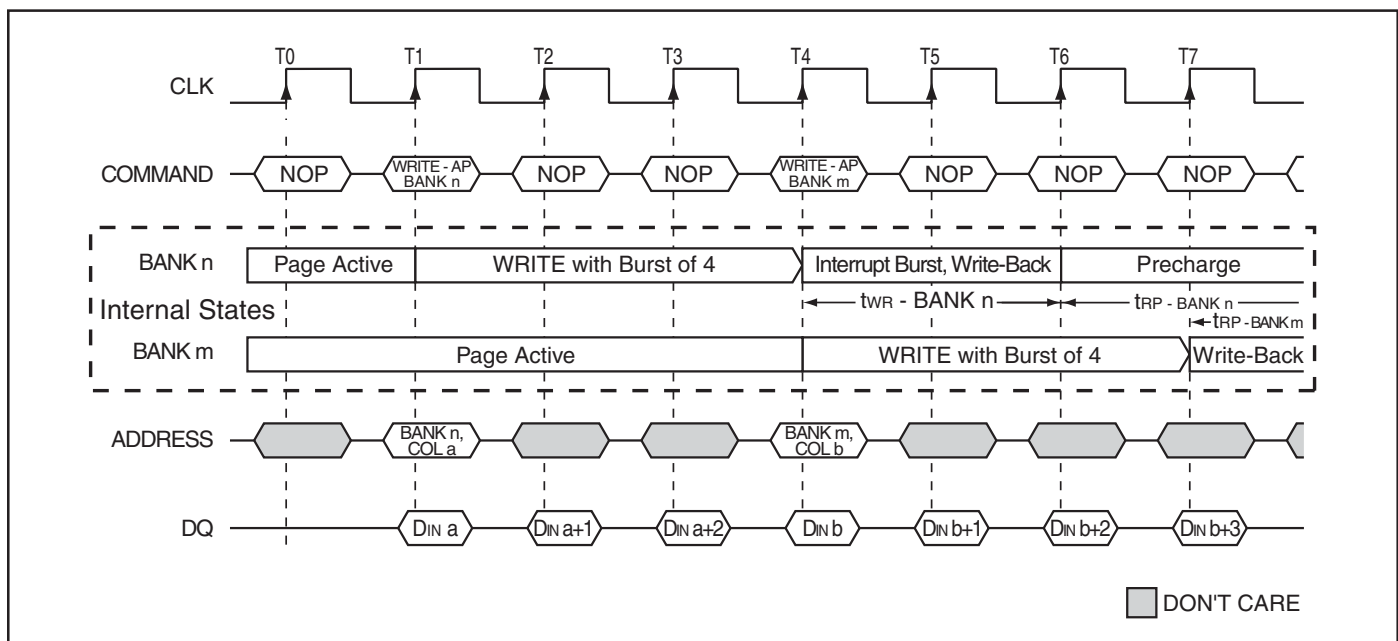 T0 T1 T2 T3 T4 T5 T6 T7
CLK
COMMAND NOP WRITE - AP BANK n NOP NOP WRITE - AP BANK m NOP NOP NOP
BANK n Page Active WRITE with Burst of 4 Interrupt Burst, Write-Back Precharge
tWR - BANK n tRP - BANK n
Internal States
tRP - BANK m
BANK m Page Active WRITE with Burst of 4 Write-Back
ADDRESS BANK n, COL a BANK m, COL b
DQ DIN a DIN a+1 DIN a+2 DIN b DIN b+1 DIN b+2 DIN b+3
DON'T CARE